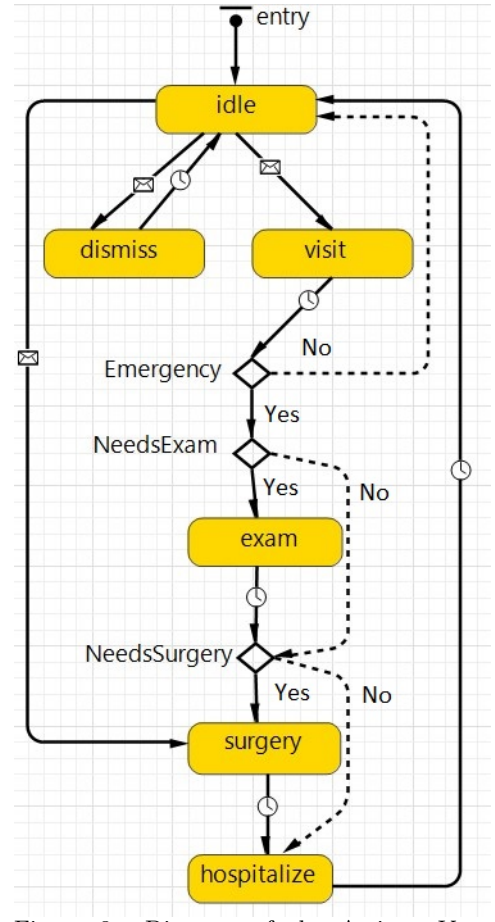 entry
idle
dismiss
visit
No
Emergency
Yes
NeedsExam
Yes
No
exam
NeedsSurgery
Yes
No
surgery
hospitalize